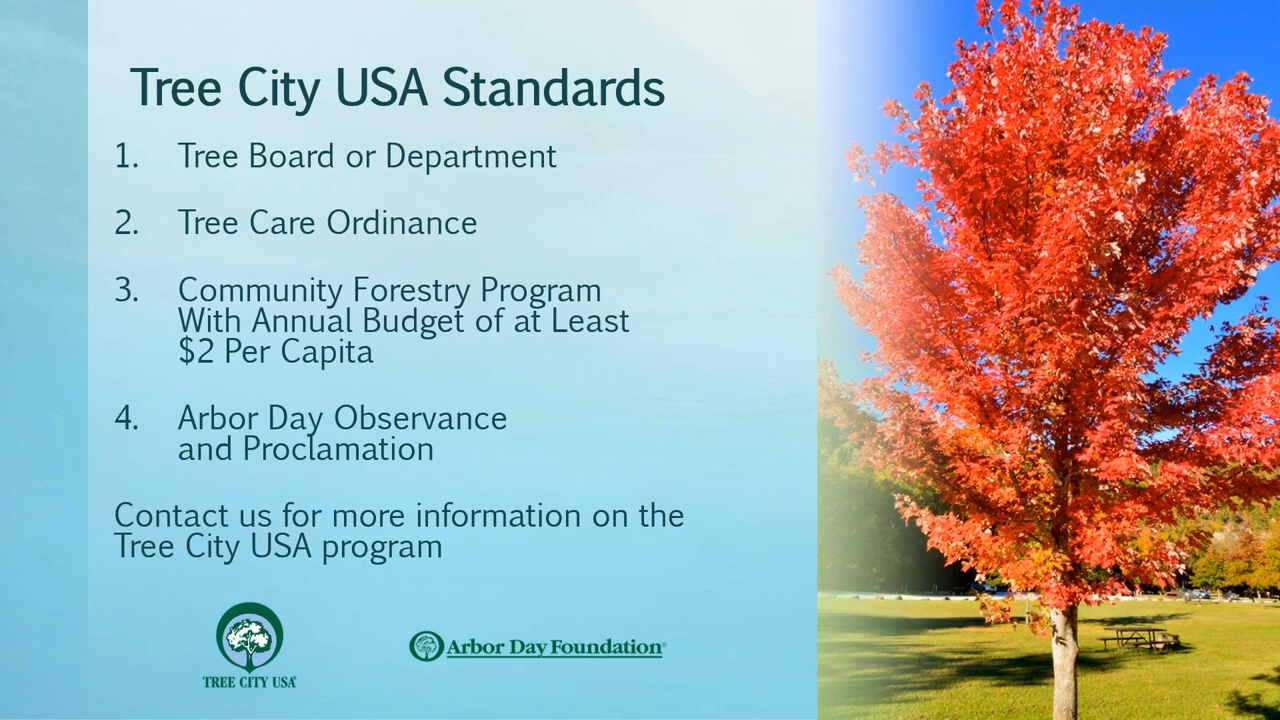 Tree City USA Standards
1. Tree Board or Department
2. Tree Care Ordinance
3. Community Forestry Program
With Annual Budget of at Least
$2 Per Capita
4. Arbor Day Observance
and Proclamation
Contact us for more information on the
Tree City USA program
TREE CITY USA®
Arbor Day Foundation®